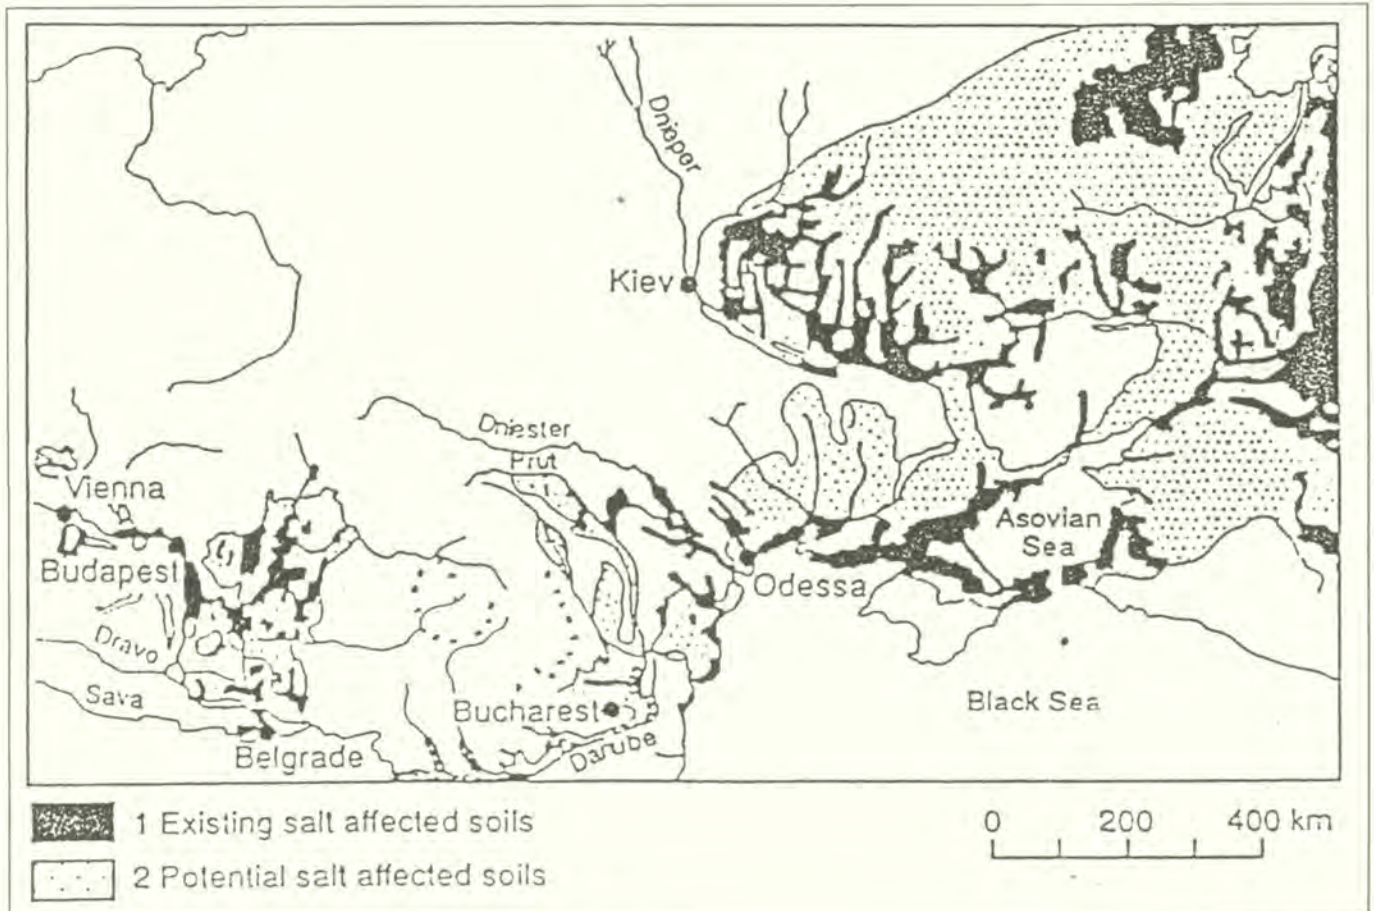 Dnieper
Kiev
Dniester
Prut
Vienna
Asovian
Sea
Budapest
Odessa
Dravo
Sava
Black Sea
Bucharest
Belgrade
Danube
1 Existing salt affected soils
0 200 400 km
2 Potential salt affected soils